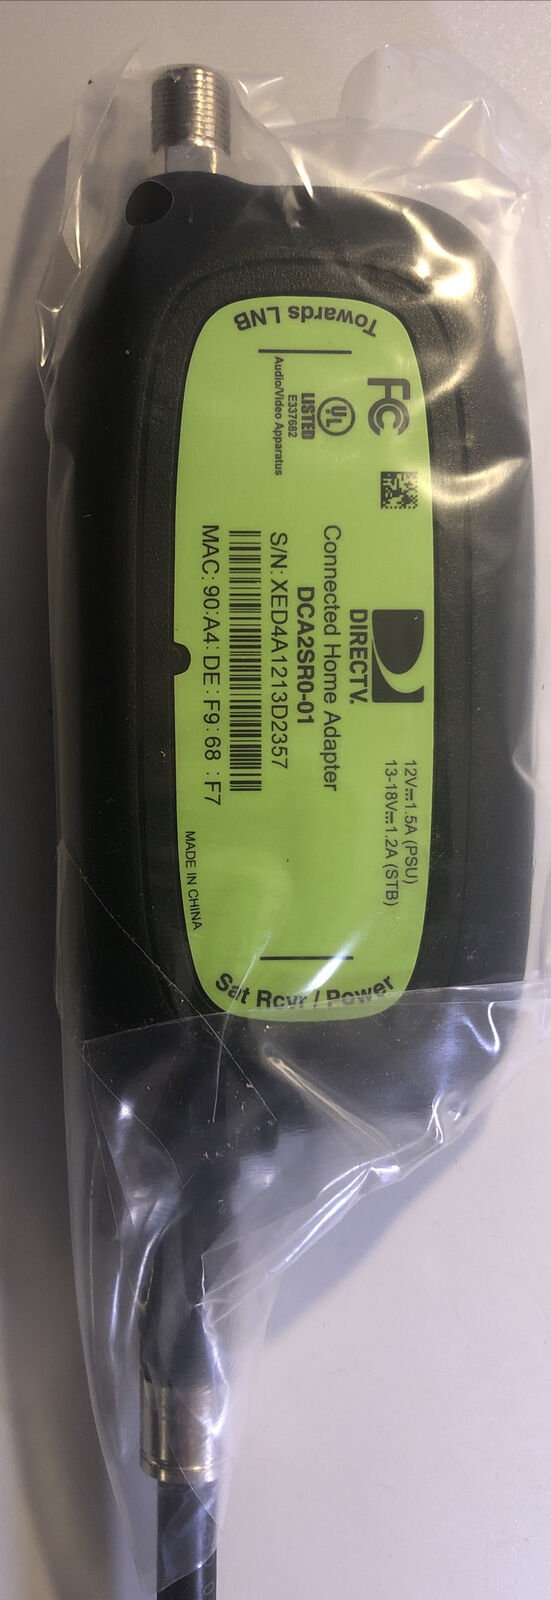 Towards LNB
FC
UL
LISTED
E337682
Audio/Video Apparatus
DIRECTV
Connected Home Adapter
DCA2SR0-01
S/N: XED4A1213D2357
MAC: 90:A4:DE:F9:68:F7
12V⎓1.5A (PSU)
13-18V⎓1.2A (STB)
MADE IN CHINA
Sat Rcvr / Power